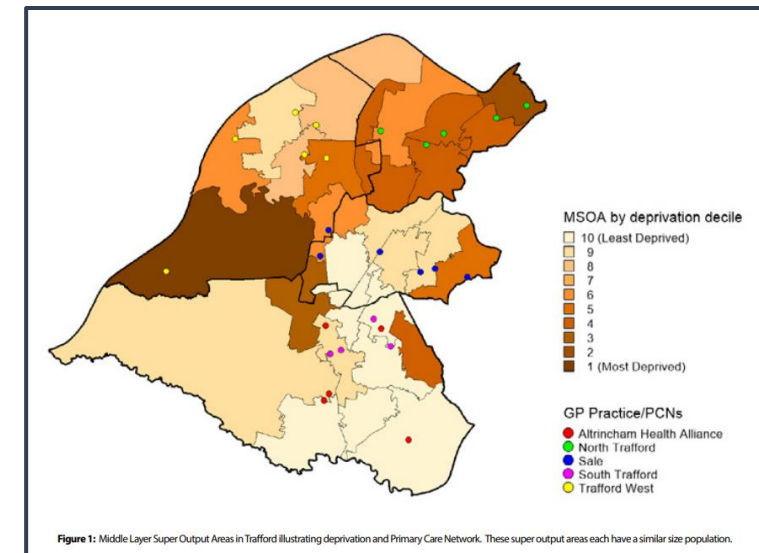 MSOA by deprivation decile
10 (Least Deprived)
9
8
7
6
5
4
3
2
1 (Most Deprived)
GP Practice/PCNs
Altrincham Health Alliance
North Trafford
Sale
South Trafford
Trafford West
Figure 1: Middle Layer Super Output Areas in Trafford illustrating deprivation and Primary Care Network. These super output areas each have a similar size population.